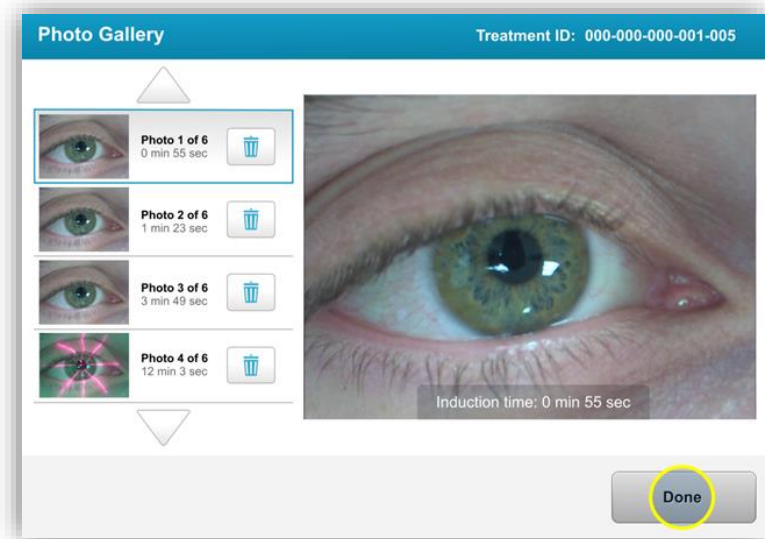 Photo Gallery
Treatment ID: 000-000-000-001-005
Photo 1 of 6
0 min 55 sec
Photo 2 of 6
1 min 23 sec
Photo 3 of 6
3 min 49 sec
Photo 4 of 6
12 min 3 sec
Induction time: 0 min 55 sec
Done